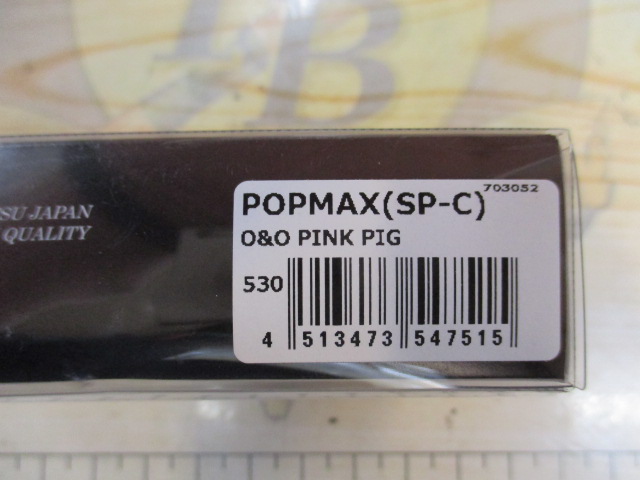 SU JAPAN
QUALITY
703052
POPMAX(SP-C)
O&O PINK PIG
530
4 513473 547515